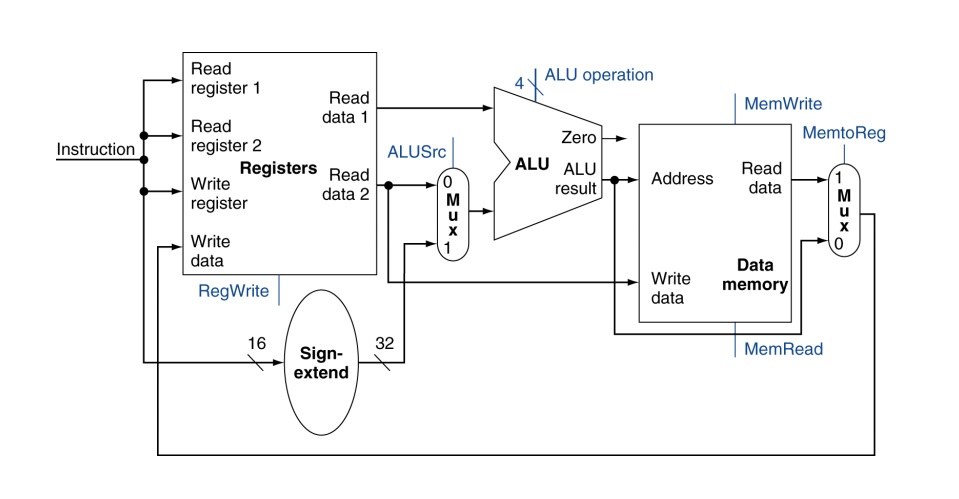 Instruction
Read
register 1
Read
register 2
Write
register
Write
data
Registers
Read
data 1
Read
data 2
RegWrite
16
Sign-
extend
32
ALUSrc
0
M
u
x
1
4
ALU operation
Zero
ALU
ALU
result
MemWrite
Address
Read
data
Write
data
Data
memory
MemRead
MemtoReg
1
M
u
x
0